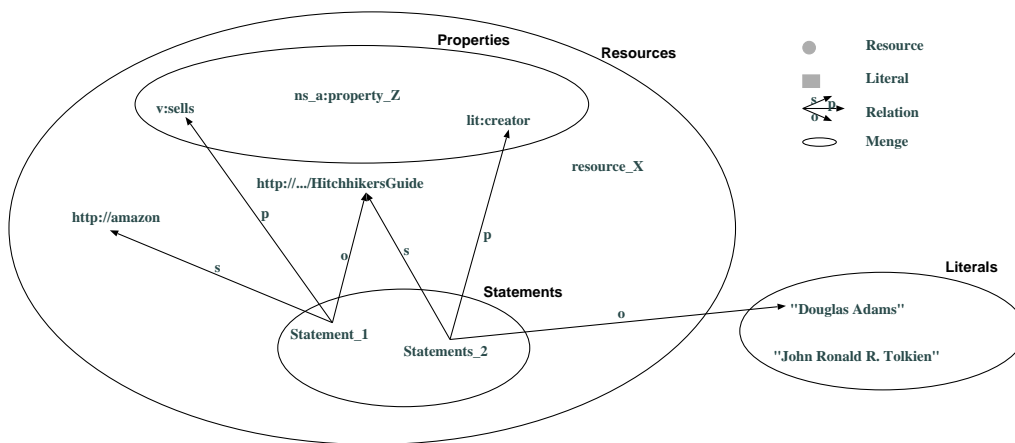 Properties
Resources
Resource
v:sells
ns_a:property_Z
Literal
s
p
o
Relation
lit:creator
Menge
resource_X
http://.../HitchhikersGuide
http://amazon
p
o
s
p
s
Statements
Literals
Statement_1
Statements_2
o
"Douglas Adams"
"John Ronald R. Tolkien"